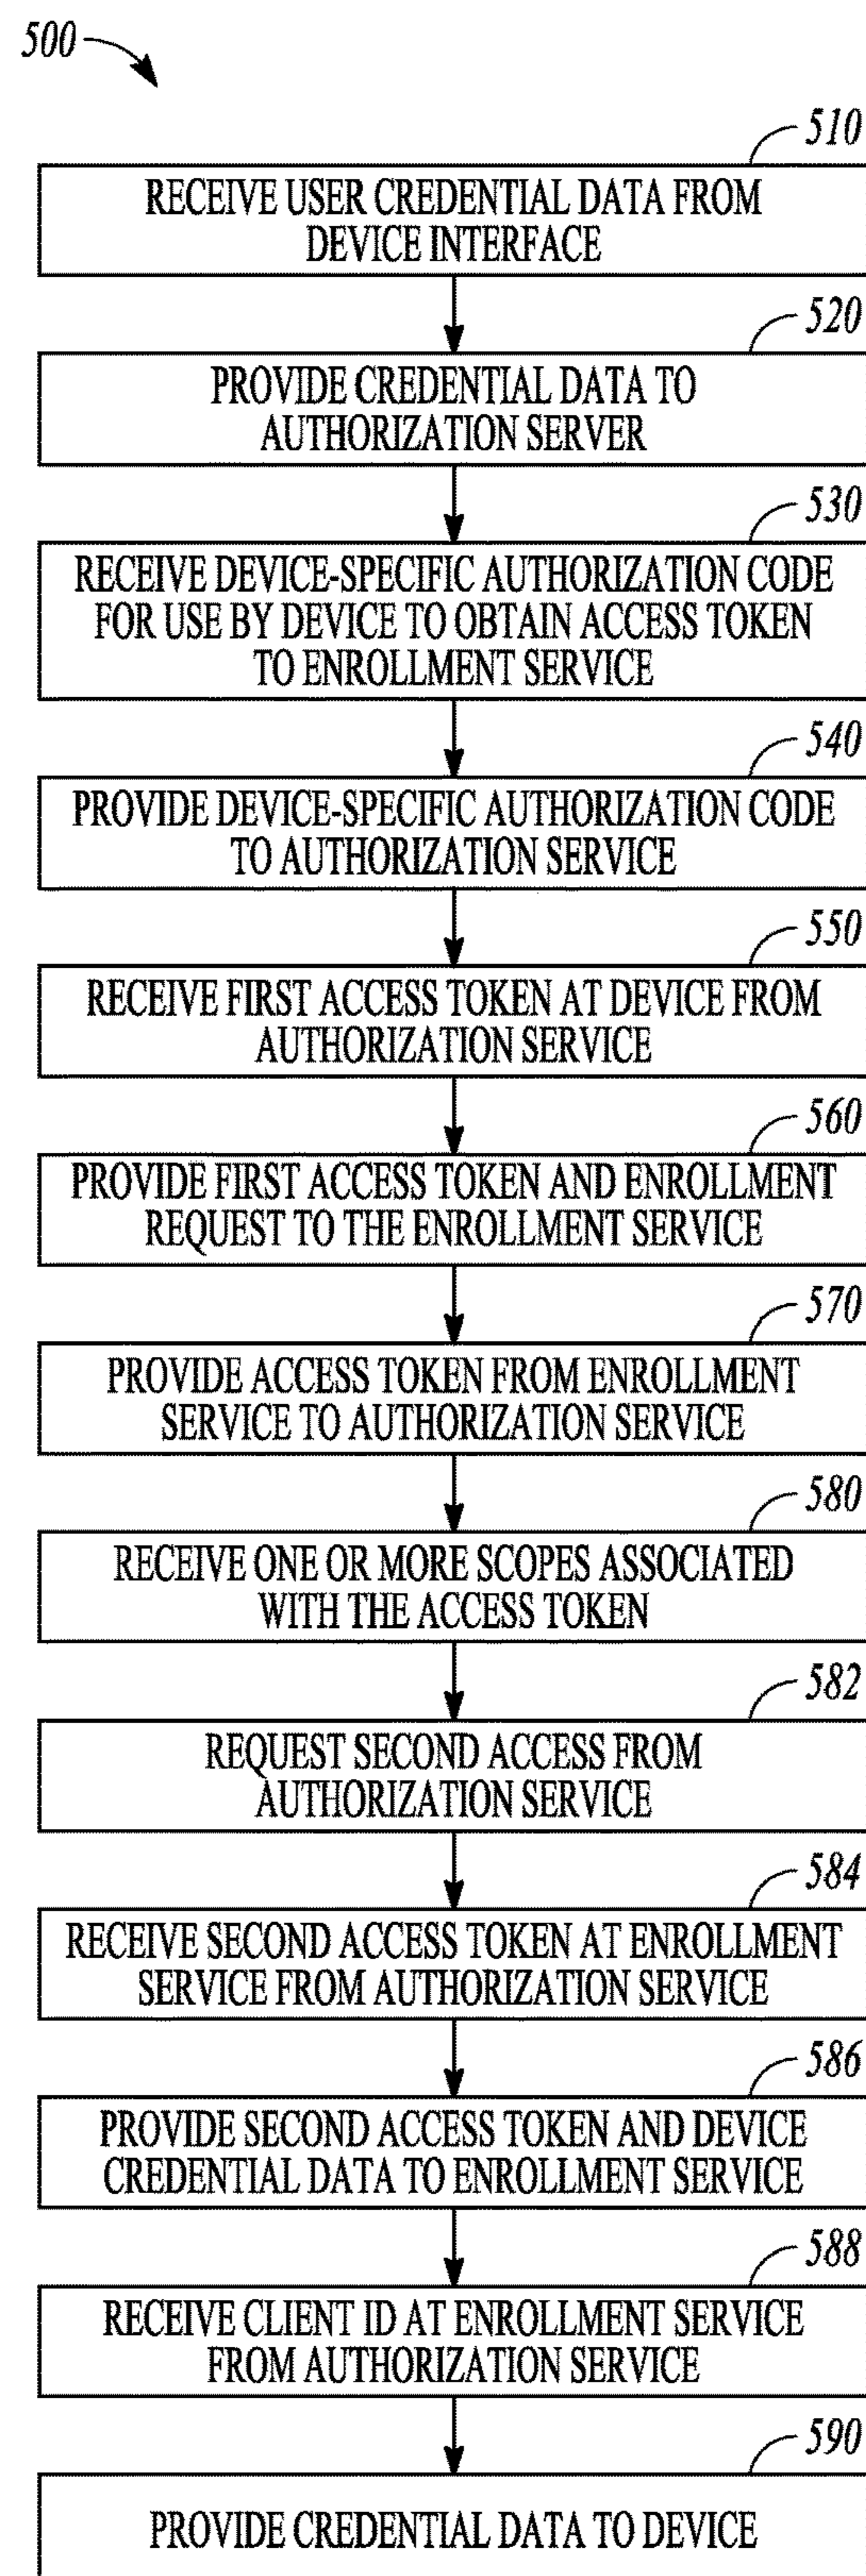 500
510
RECEIVE USER CREDENTIAL DATA FROM
DEVICE INTERFACE
520
PROVIDE CREDENTIAL DATA TO
AUTHORIZATION SERVER
530
RECEIVE DEVICE-SPECIFIC AUTHORIZATION CODE
FOR USE BY DEVICE TO OBTAIN ACCESS TOKEN
TO ENROLLMENT SERVICE
540
PROVIDE DEVICE-SPECIFIC AUTHORIZATION CODE
TO AUTHORIZATION SERVICE
550
RECEIVE FIRST ACCESS TOKEN AT DEVICE FROM
AUTHORIZATION SERVICE
560
PROVIDE FIRST ACCESS TOKEN AND ENROLLMENT
REQUEST TO THE ENROLLMENT SERVICE
570
PROVIDE ACCESS TOKEN FROM ENROLLMENT
SERVICE TO AUTHORIZATION SERVICE
580
RECEIVE ONE OR MORE SCOPES ASSOCIATED
WITH THE ACCESS TOKEN
582
REQUEST SECOND ACCESS FROM
AUTHORIZATION SERVICE
584
RECEIVE SECOND ACCESS TOKEN AT ENROLLMENT
SERVICE FROM AUTHORIZATION SERVICE
586
PROVIDE SECOND ACCESS TOKEN AND DEVICE
CREDENTIAL DATA TO ENROLLMENT SERVICE
588
RECEIVE CLIENT ID AT ENROLLMENT SERVICE
FROM AUTHORIZATION SERVICE
590
PROVIDE CREDENTIAL DATA TO DEVICE